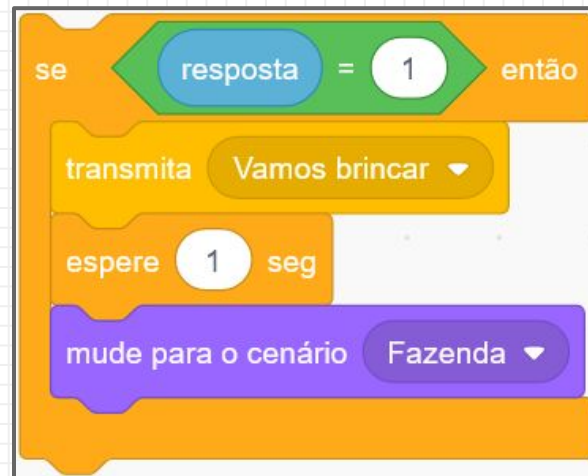 se resposta = 1 então
transmita Vamos brincar
espere 1 seg
mude para o cenário Fazenda